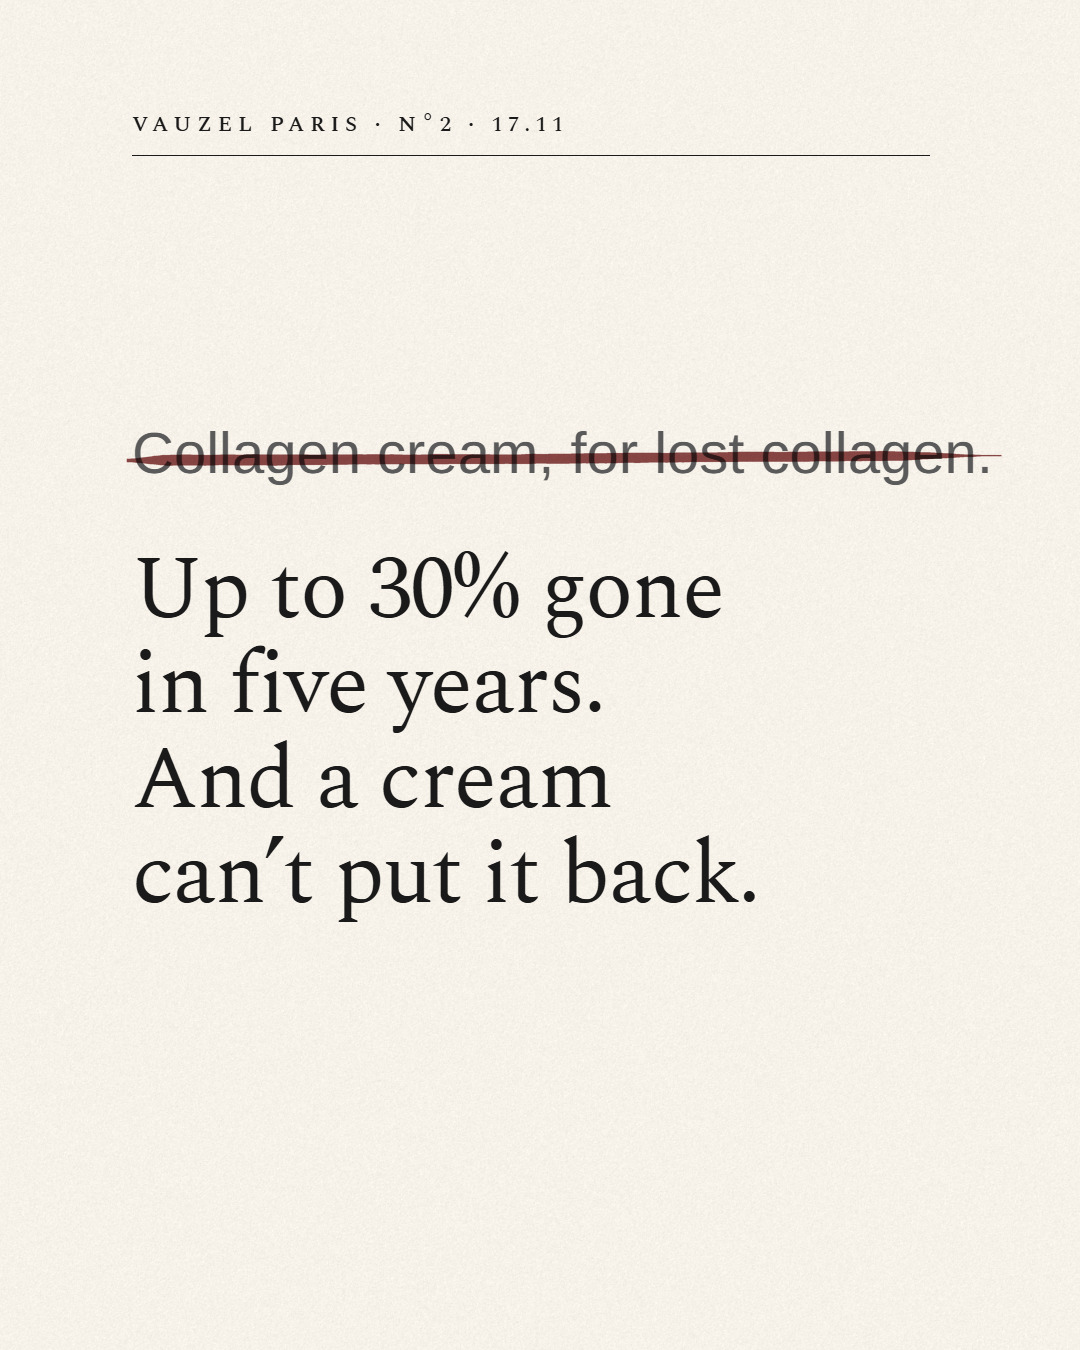 VAUZEL PARIS · N°2 · 17.11
Collagen cream, for lost collagen.
Up to 30% gone
in five years.
And a cream
can′t put it back.